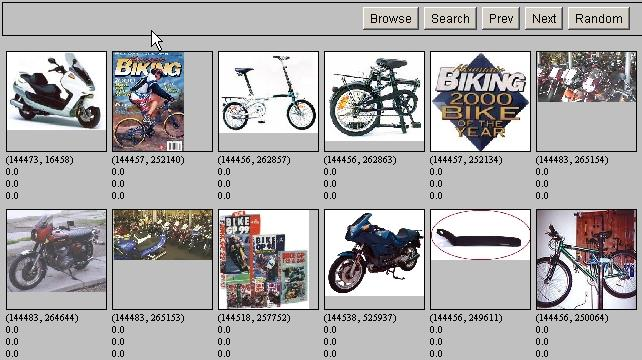 Browse Search Prev Next Random
BIKING
BIKING
2000
BIKE
OF THE
YEAR
(144473, 16458) (144457, 252140) (144456, 262857) (144456, 262863) (144457, 252134) (144483, 265154)
0.0 0.0 0.0 0.0 0.0 0.0
0.0 0.0 0.0 0.0 0.0 0.0
0.0 0.0 0.0 0.0 0.0 0.0
BIKE
BIKE
(144483, 264644) (144483, 265153) (144518, 257752) (144538, 525937) (144456, 249611) (144456, 250064)
0.0 0.0 0.0 0.0 0.0 0.0
0.0 0.0 0.0 0.0 0.0 0.0
0.0 0.0 0.0 0.0 0.0 0.0